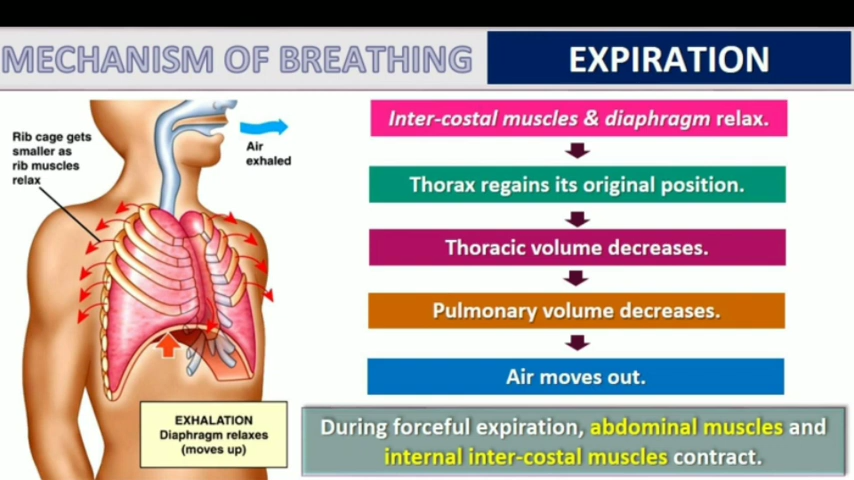 MECHANISM OF BREATHING
EXPIRATION
Rib cage gets
smaller as
rib muscles
relax
Air
exhaled
Inter-costal muscles & diaphragm relax.
Thorax regains its original position.
Thoracic volume decreases.
Pulmonary volume decreases.
Air moves out.
EXHALATION
Diaphragm relaxes
(moves up)
During forceful expiration, abdominal muscles and
internal inter-costal muscles contract.